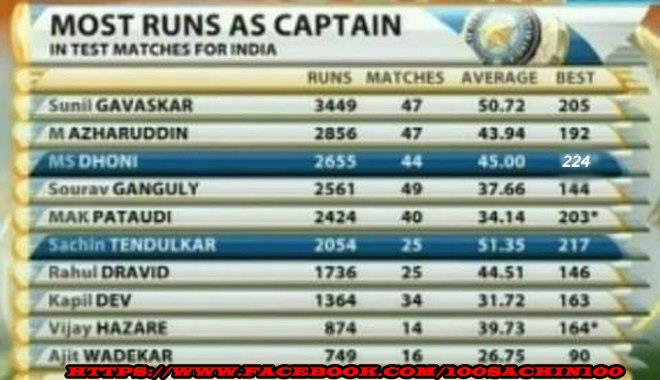 MOST RUNS AS CAPTAIN
IN TEST MATCHES FOR INDIA
RUNS MATCHES AVERAGE BEST
Sunil GAVASKAR 3449 47 50.72 205
M AZHARUDDIN 2856 47 43.94 192
MS DHONI 2655 44 45.00 224
Sourav GANGULY 2561 49 37.66 144
MAK PATAUDI 2424 40 34.14 203*
Sachin TENDULKAR 2054 25 51.35 217
Rahul DRAVID 1736 25 44.51 146
Kapil DEV 1364 34 31.72 163
Vijay HAZARE 874 14 39.73 164*
Ajit WADEKAR 749 16 26.75 90
HTTPS://WWW.FACEBOOK.COM/100SACHIN100